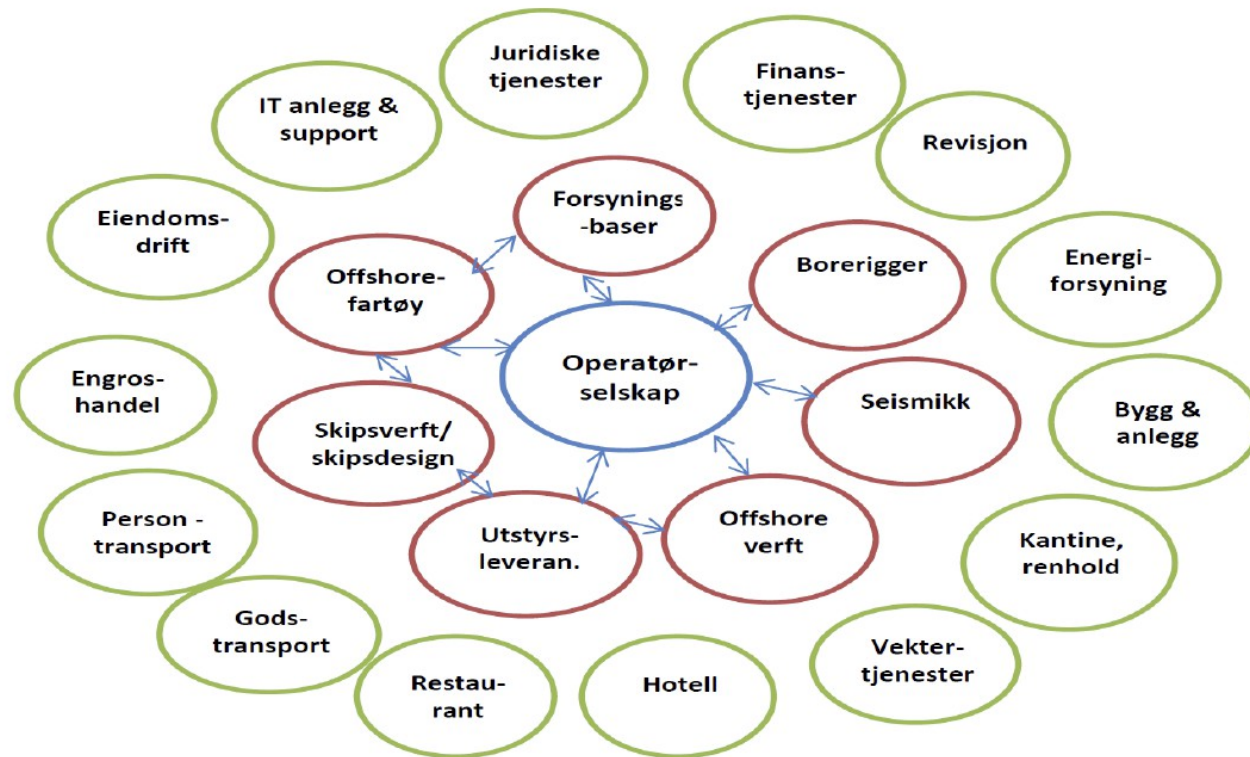 Juridiske
tjenester
Finans-
tjenester
IT anlegg &
support
Revisjon
Forsynings
-baser
Eiendoms-
drift
Offshore-
fartøy
Borerigger
Energi-
forsyning
Operatør-
selskap
Engros-
handel
Seismikk
Bygg &
anlegg
Skipsverft/
skipsdesign
Person -
transport
Utstyrs-
leveran.
Offshore
verft
Kantine,
renhold
Gods-
transport
Restau-
rant
Hotell
Vekter-
tjenester